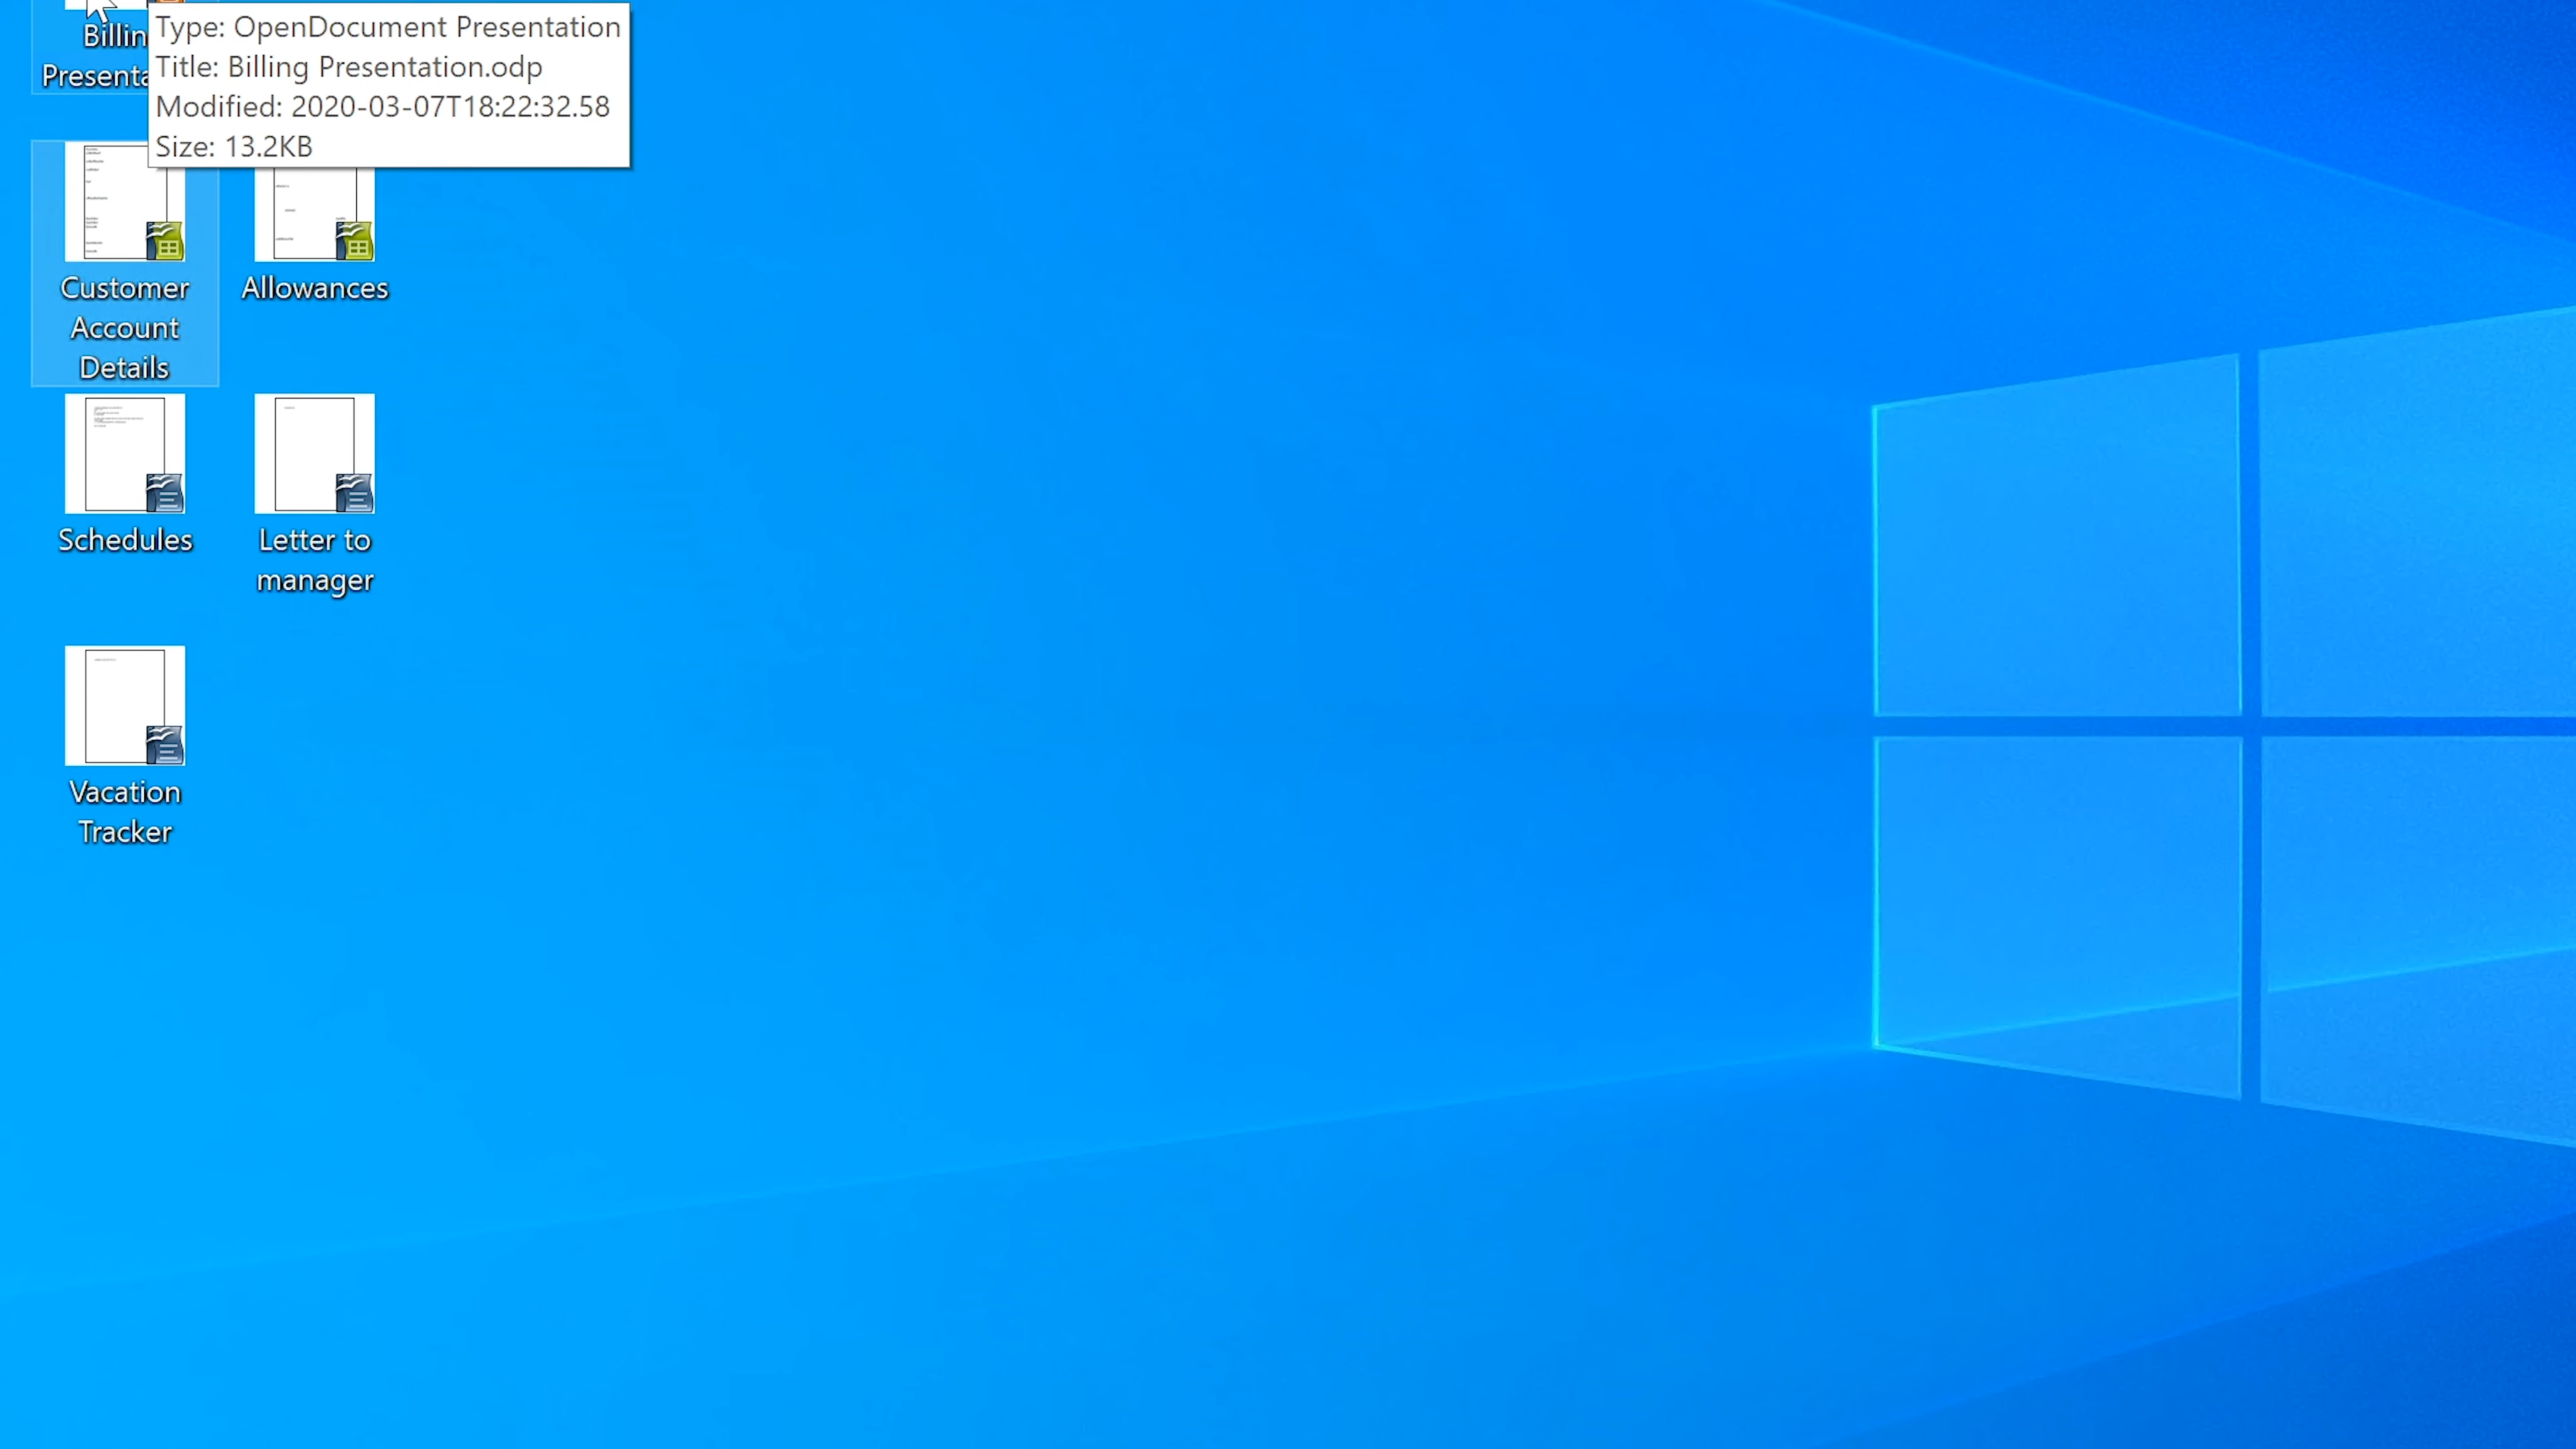 Billin
Presenta
Type: OpenDocument Presentation
Title: Billing Presentation.odp
Modified: 2020-03-07T18:22:32.58
Size: 13.2KB
Customer
Account
Details
Allowances
Schedules
Letter to
manager
Vacation
Tracker